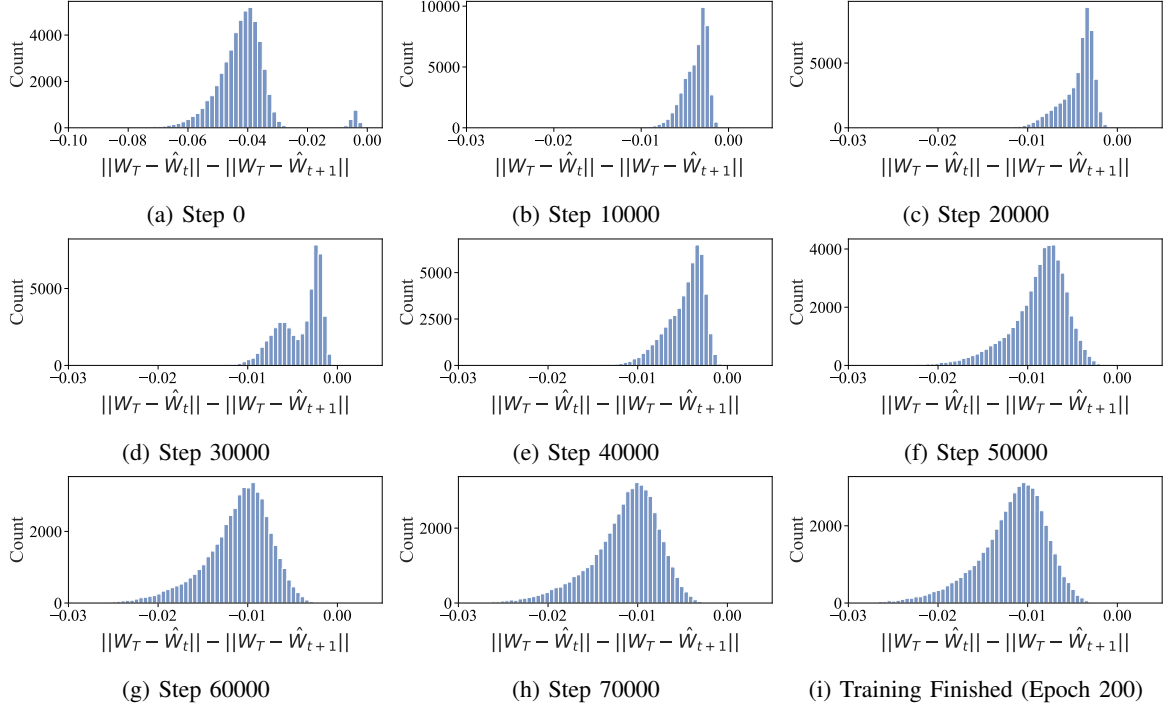 4000
2000
0
Count
−0.10 −0.08 −0.06 −0.04 −0.02 0.00
||W_T − Ŵ_t|| − ||W_T − Ŵ_{t+1}||
(a) Step 0
10000
7500
5000
2500
0
Count
−0.03 −0.02 −0.01 0.00
||W_T − Ŵ_t|| − ||W_T − Ŵ_{t+1}||
(b) Step 10000
5000
0
Count
−0.03 −0.02 −0.01 0.00
||W_T − Ŵ_t|| − ||W_T − Ŵ_{t+1}||
(c) Step 20000
5000
0
Count
−0.03 −0.02 −0.01 0.00
||W_T − Ŵ_t|| − ||W_T − Ŵ_{t+1}||
(d) Step 30000
5000
2500
0
Count
−0.03 −0.02 −0.01 0.00
||W_T − Ŵ_t|| − ||W_T − Ŵ_{t+1}||
(e) Step 40000
4000
2000
0
Count
−0.03 −0.02 −0.01 0.00
||W_T − Ŵ_t|| − ||W_T − Ŵ_{t+1}||
(f) Step 50000
2000
0
Count
−0.03 −0.02 −0.01 0.00
||W_T − Ŵ_t|| − ||W_T − Ŵ_{t+1}||
(g) Step 60000
2000
0
Count
−0.03 −0.02 −0.01 0.00
||W_T − Ŵ_t|| − ||W_T − Ŵ_{t+1}||
(h) Step 70000
2000
0
Count
−0.03 −0.02 −0.01 0.00
||W_T − Ŵ_t|| − ||W_T − Ŵ_{t+1}||
(i) Training Finished (Epoch 200)